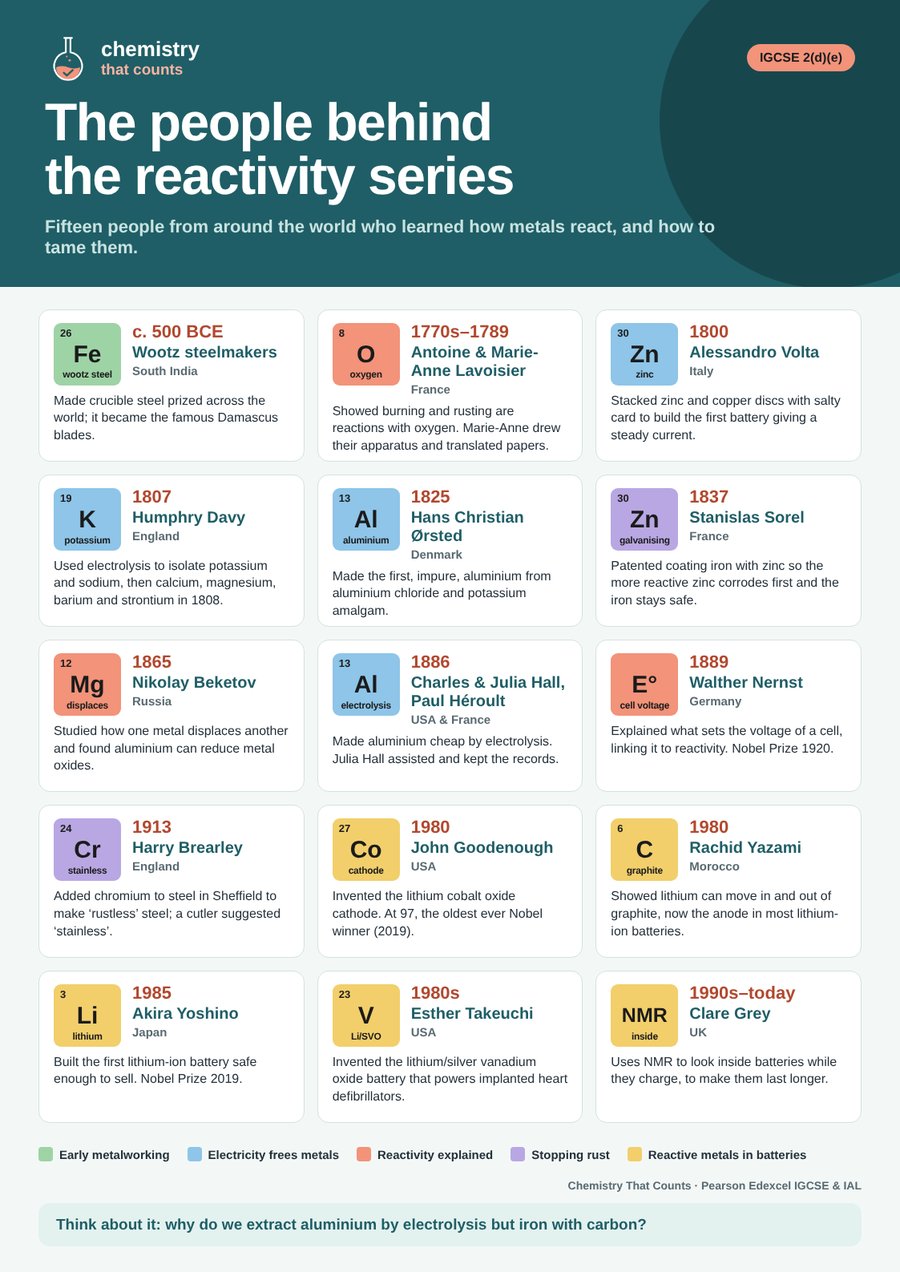 chemistry
that counts
IGCSE 2(d)(e)
The people behind
the reactivity series
Fifteen people from around the world who learned how metals react, and how to
tame them.
26
Fe
wootz steel
c. 500 BCE
Wootz steelmakers
South India
Made crucible steel prized across the
world; it became the famous Damascus
blades.
8
O
oxygen
1770s–1789
Antoine & Marie-
Anne Lavoisier
France
Showed burning and rusting are
reactions with oxygen. Marie-Anne drew
their apparatus and translated papers.
30
Zn
zinc
1800
Alessandro Volta
Italy
Stacked zinc and copper discs with salty
card to build the first battery giving a
steady current.
19
K
potassium
1807
Humphry Davy
England
Used electrolysis to isolate potassium
and sodium, then calcium, magnesium,
barium and strontium in 1808.
13
Al
aluminium
1825
Hans Christian
Ørsted
Denmark
Made the first, impure, aluminium from
aluminium chloride and potassium
amalgam.
30
Zn
galvanising
1837
Stanislas Sorel
France
Patented coating iron with zinc so the
more reactive zinc corrodes first and the
iron stays safe.
12
Mg
displaces
1865
Nikolay Beketov
Russia
Studied how one metal displaces another
and found aluminium can reduce metal
oxides.
13
Al
electrolysis
1886
Charles & Julia Hall,
Paul Héroult
USA & France
Made aluminium cheap by electrolysis.
Julia Hall assisted and kept the records.
E°
cell voltage
1889
Walther Nernst
Germany
Explained what sets the voltage of a cell,
linking it to reactivity. Nobel Prize 1920.
24
Cr
stainless
1913
Harry Brearley
England
Added chromium to steel in Sheffield to
make ‘rustless’ steel; a cutler suggested
‘stainless’.
27
Co
cathode
1980
John Goodenough
USA
Invented the lithium cobalt oxide
cathode. At 97, the oldest ever Nobel
winner (2019).
6
C
graphite
1980
Rachid Yazami
Morocco
Showed lithium can move in and out of
graphite, now the anode in most lithium-
ion batteries.
3
Li
lithium
1985
Akira Yoshino
Japan
Built the first lithium-ion battery safe
enough to sell. Nobel Prize 2019.
23
V
Li/SVO
1980s
Esther Takeuchi
USA
Invented the lithium/silver vanadium
oxide battery that powers implanted heart
defibrillators.
NMR
inside
1990s–today
Clare Grey
UK
Uses NMR to look inside batteries while
they charge, to make them last longer.
Early metalworking
Electricity frees metals
Reactivity explained
Stopping rust
Reactive metals in batteries
Chemistry That Counts · Pearson Edexcel IGCSE & IAL
Think about it: why do we extract aluminium by electrolysis but iron with carbon?